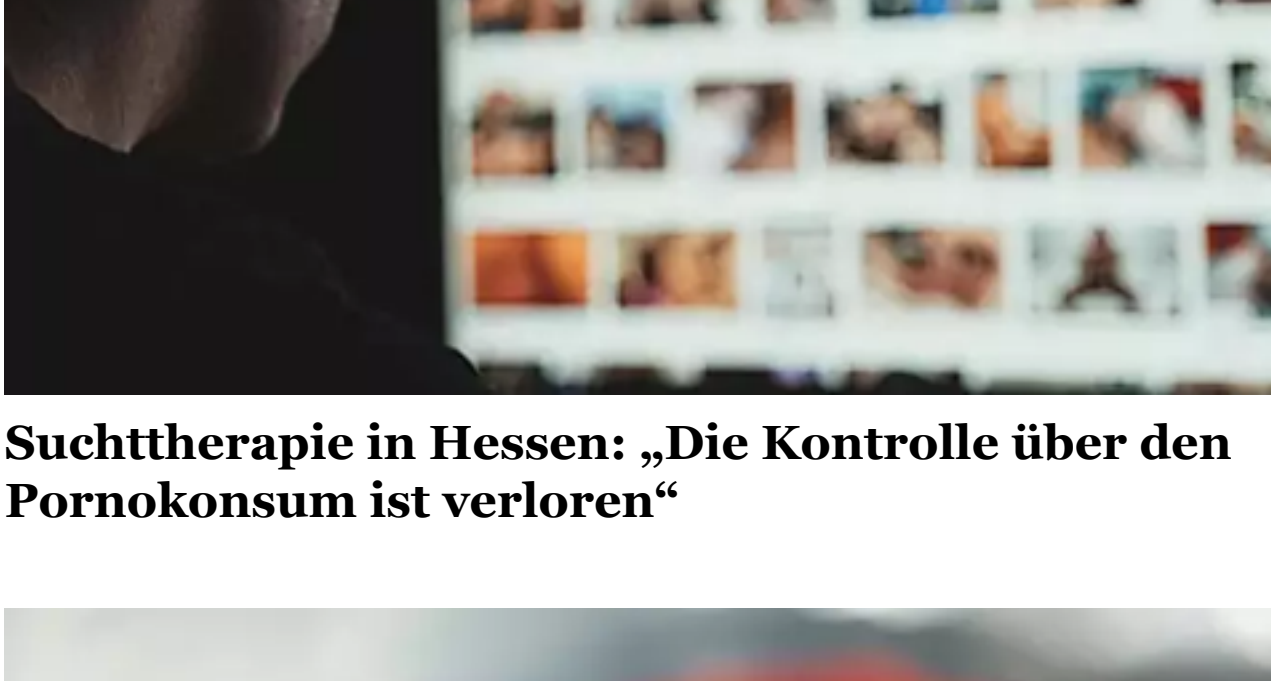 Suchttherapie in Hessen: „Die Kontrolle über den
Pornokonsum ist verloren“